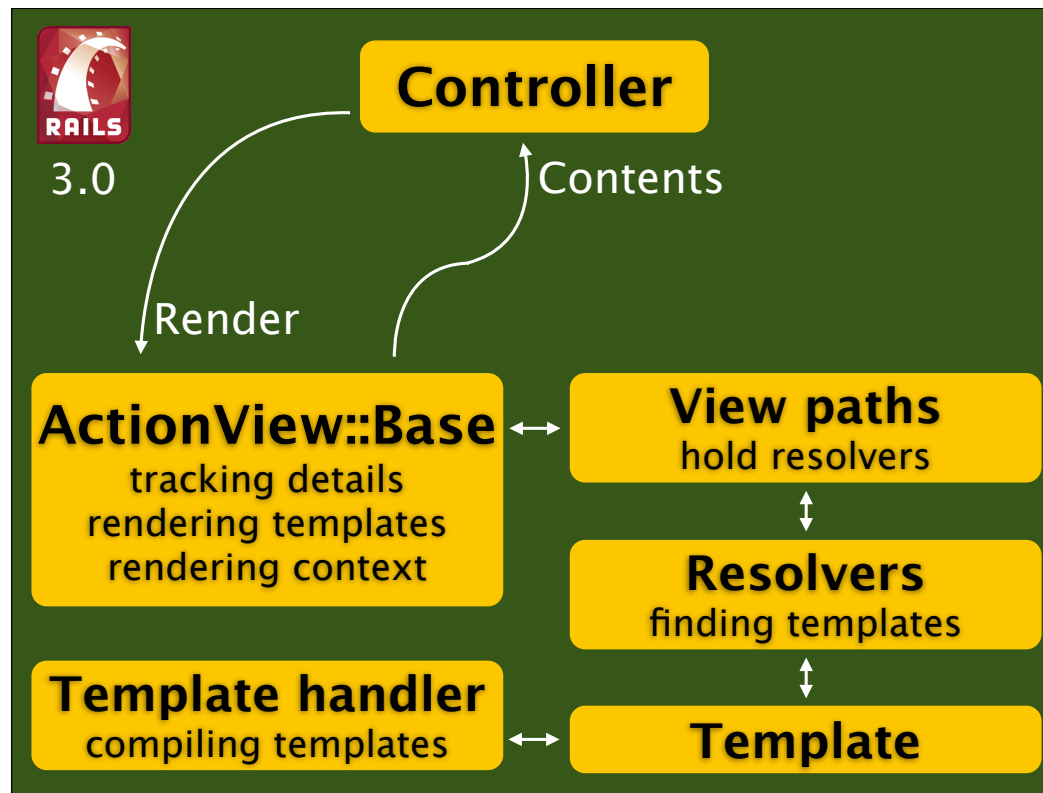 RAILS
3.0
Controller
Contents
Render
ActionView::Base
tracking details
rendering templates
rendering context
View paths
hold resolvers
Resolvers
finding templates
Template handler
compiling templates
Template